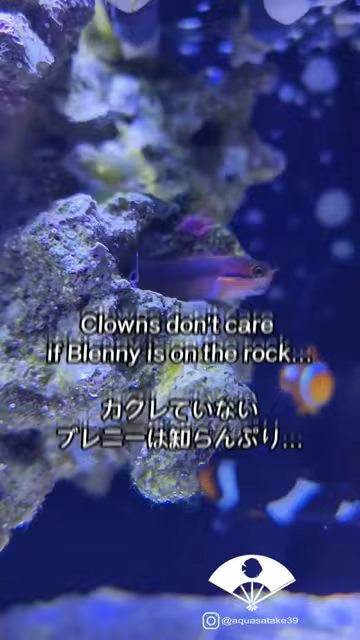 Clowns don't care
if Blenny is on the rock...
カクレていない
ブレニーは知らんぷり...
@aquasatake39